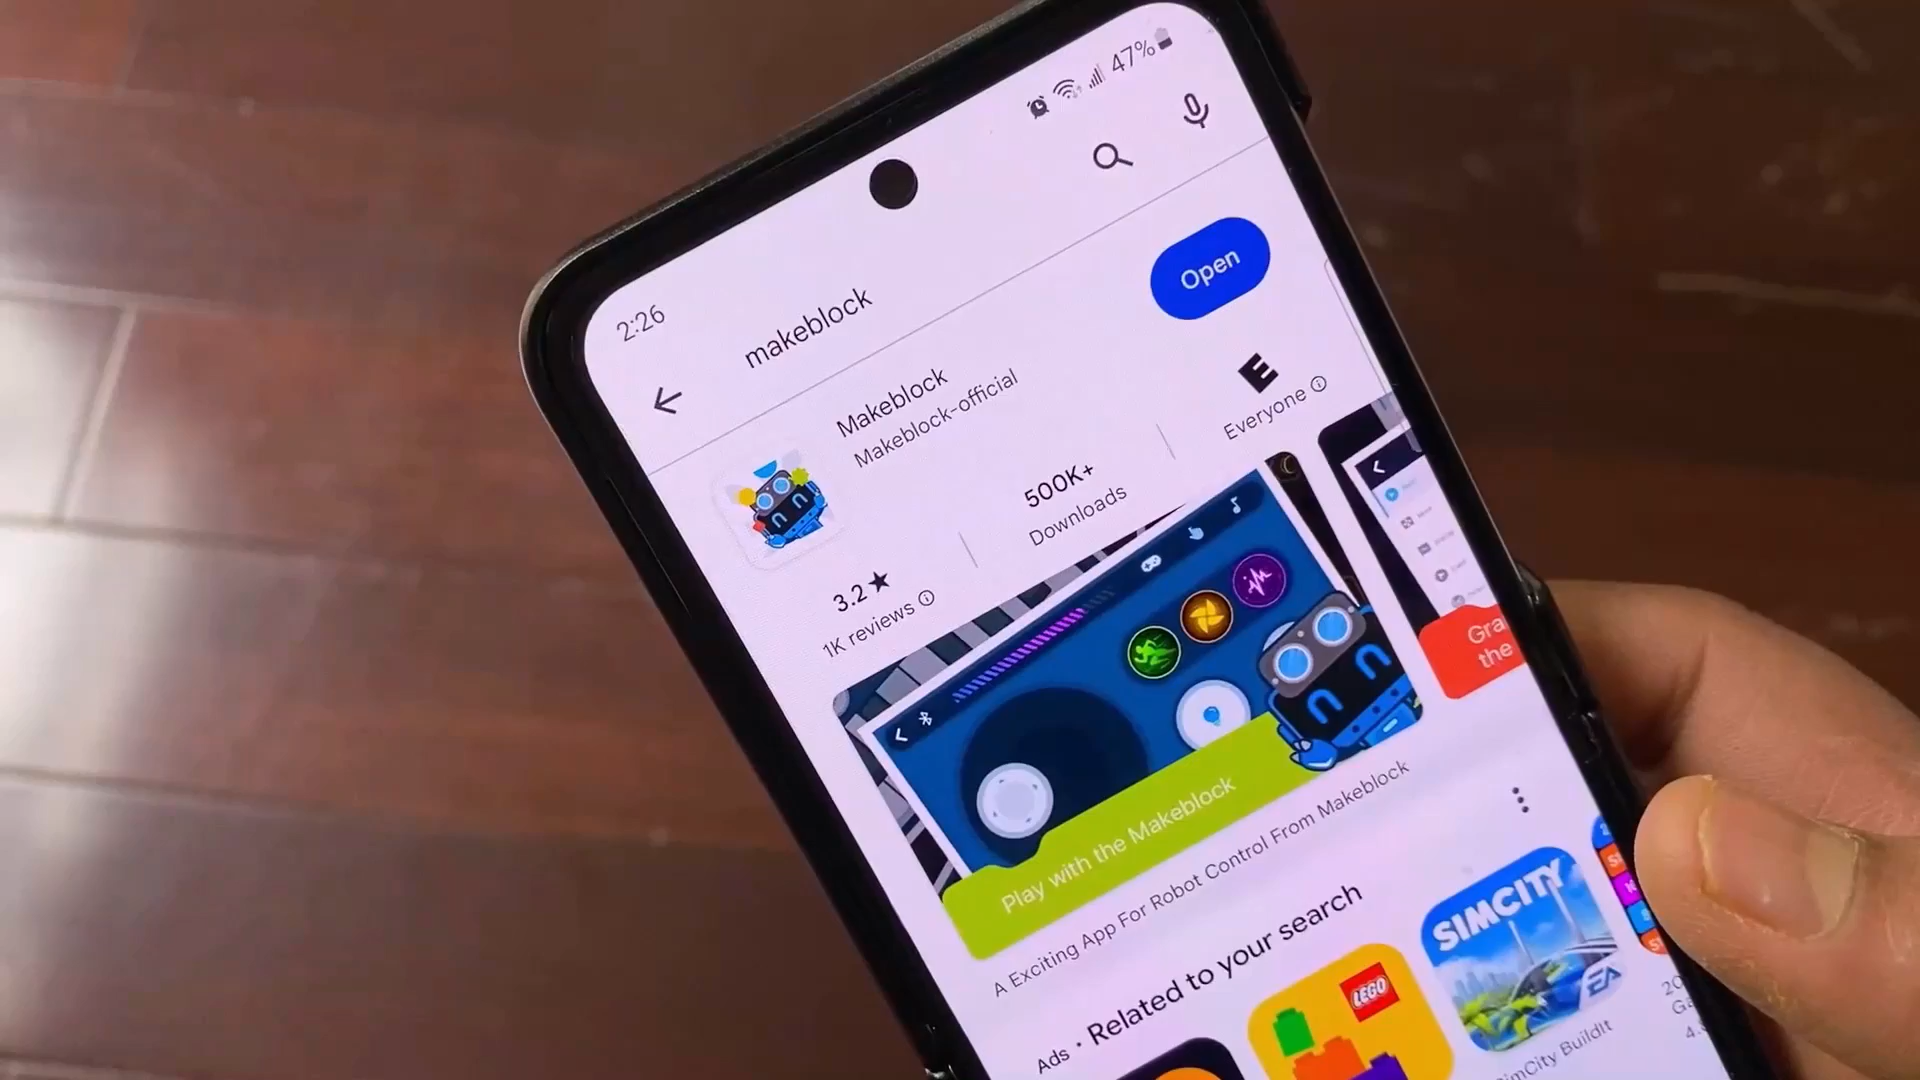 47%
2:26
makeblock
Open
Makeblock
Makeblock-official
3.2★
1K reviews
500K+
Downloads
E
Everyone
Play with the Makeblock
Gra
the
A Exciting App For Robot Control From Makeblock
Ads · Related to your search
LEGO
SIMCITY
EA
SimCity BuildIt